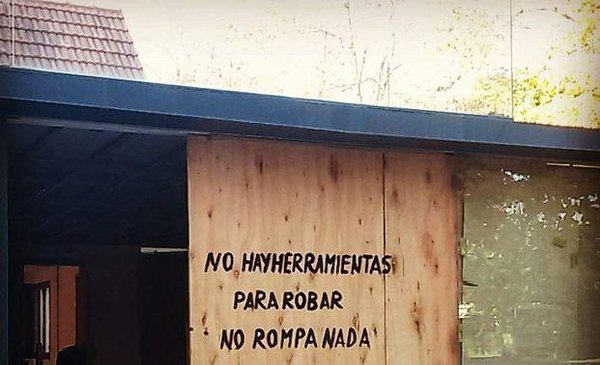 NO HAYHERRAMIENTAS
PARA ROBAR
NO ROMPA NADA